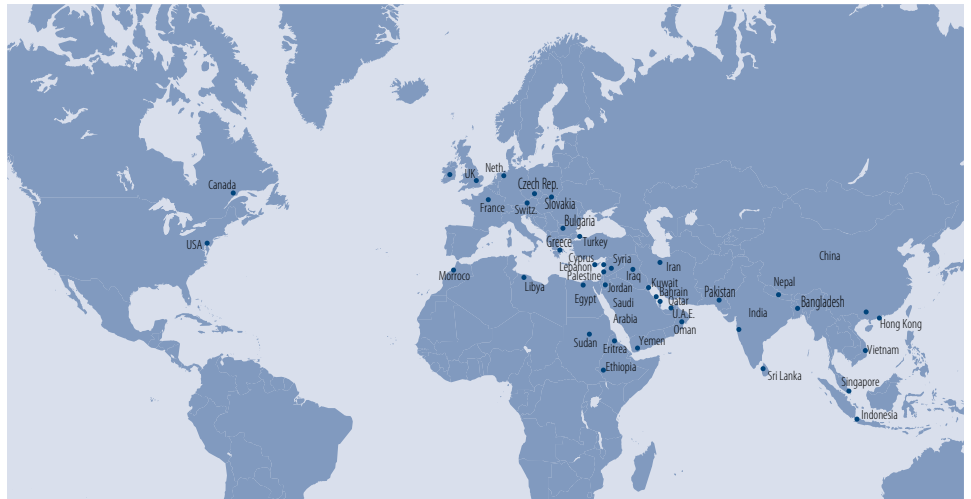 Canada
USA
UK
Neth.
France
Czech Rep.
Switz.
Slovakia
Bulgaria
Greece
Turkey
Cyprus
Lebanon
Palestine
Syria
Iraq
Iran
Morroco
Libya
Egypt
Jordan
Kuwait
Bahrain
Qatar
Saudi
Arabia
U.A.E.
Oman
Sudan
Eritrea
Yemen
Ethiopia
Pakistan
India
Nepal
Bangladesh
China
Hong Kong
Vietnam
Sri Lanka
Singapore
Indonesia